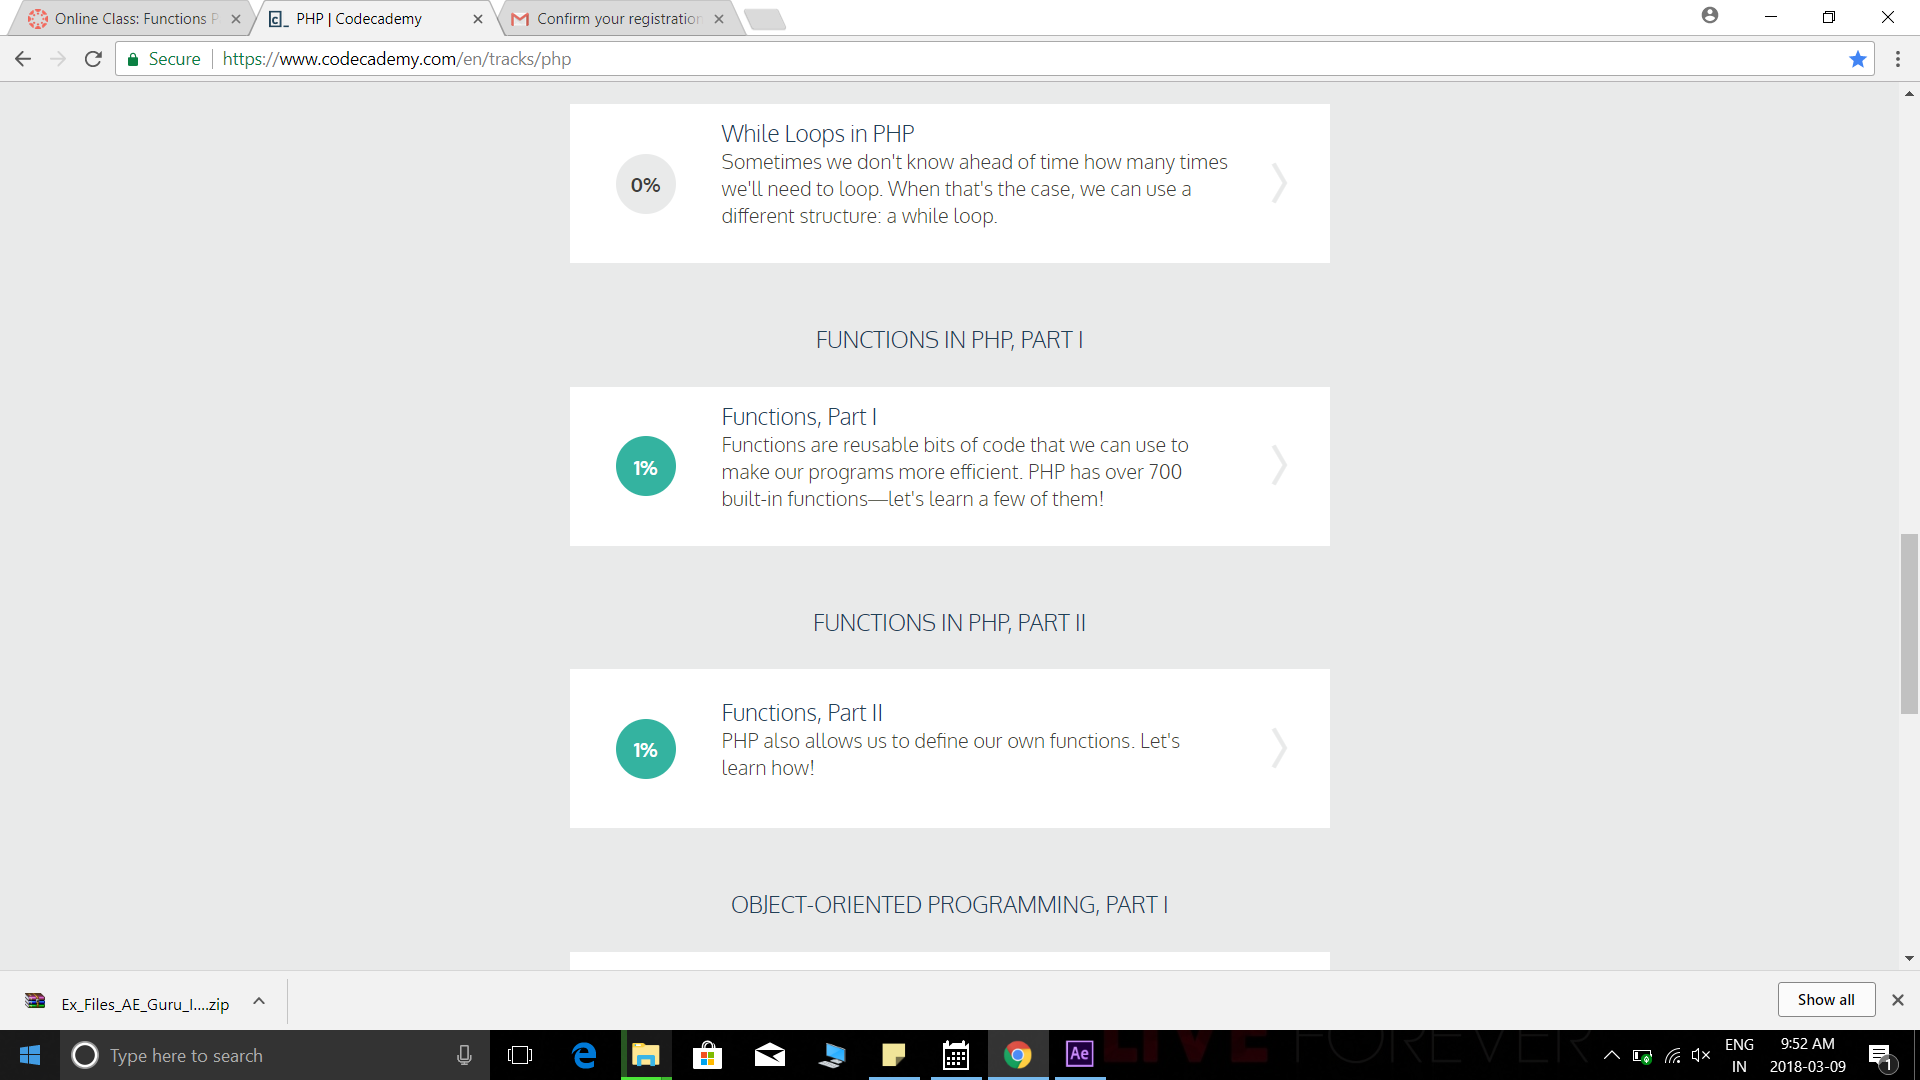 Online Class: Functions P
PHP | Codecademy
Confirm your registration
Secure
https://www.codecademy.com/en/tracks/php
While Loops in PHP
0%
Sometimes we don't know ahead of time how many times
we'll need to loop. When that's the case, we can use a
different structure: a while loop.
FUNCTIONS IN PHP, PART I
Functions, Part I
1%
Functions are reusable bits of code that we can use to
make our programs more efficient. PHP has over 700
built-in functions—let's learn a few of them!
FUNCTIONS IN PHP, PART II
Functions, Part II
1%
PHP also allows us to define our own functions. Let's
learn how!
OBJECT-ORIENTED PROGRAMMING, PART I
Ex_Files_AE_Guru_I....zip
Show all
Type here to search
Ae
LIVE FOREVER
ENG
IN
9:52 AM
2018-03-09
1